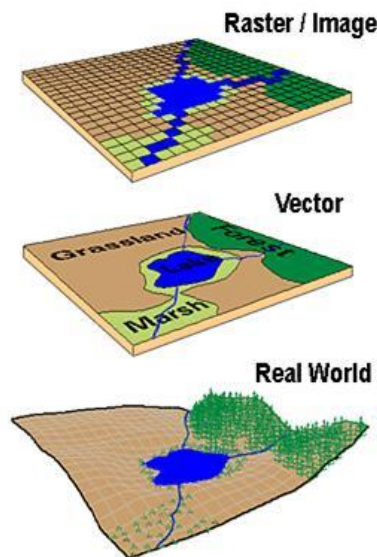 Raster / Image
Vector
Grassland
Forest
Lake
Marsh
Real World